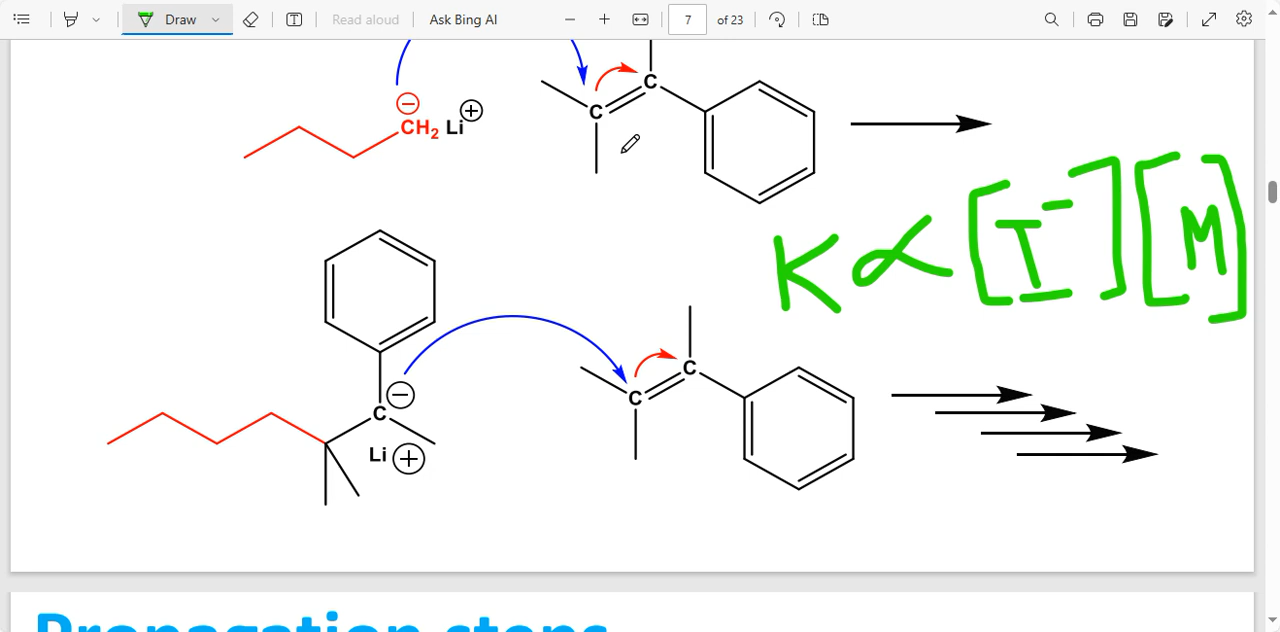 Draw
Read aloud
Ask Bing AI
7
of 23
C
C
⊖
CH2 Li ⊕
K ∝ [I⁻][M]
C
C
C ⊖
Li ⊕
Propagation steps